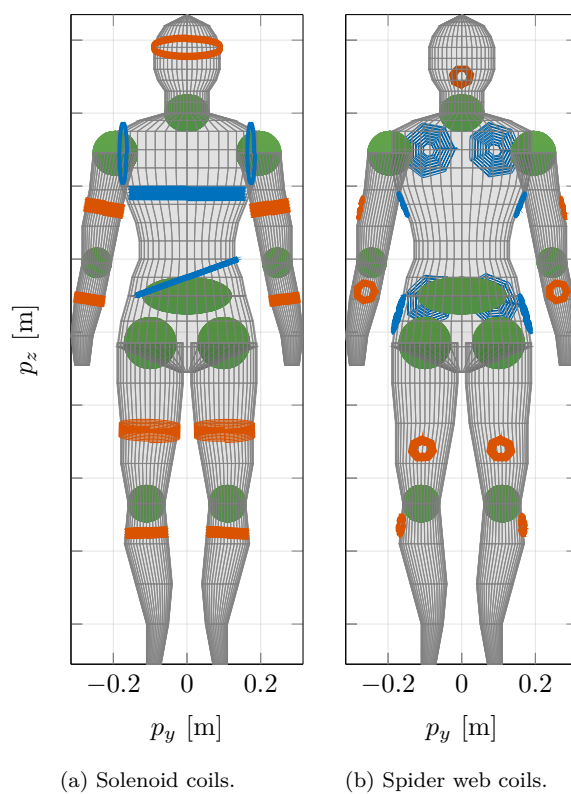 p_z [m]
−0.2 0 0.2
−0.2 0 0.2
p_y [m]
p_y [m]
(a) Solenoid coils.
(b) Spider web coils.